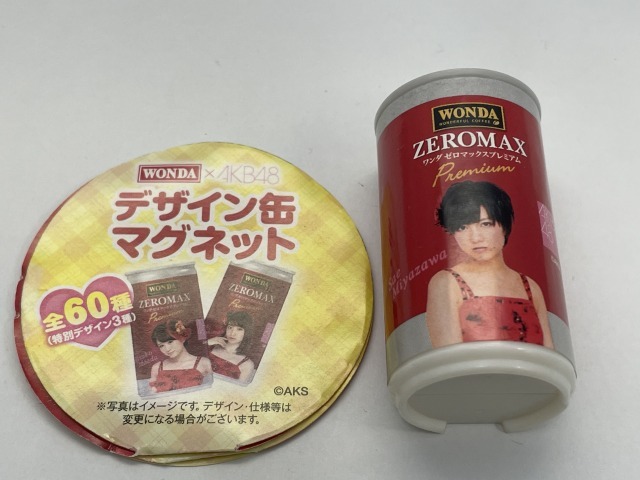 WONDA × AKB48
デザイン缶
マグネット
全60種
(特別デザイン3種)
WONDA
ZEROMAX
Premium
WONDA
ZEROMAX
Premium
©AKS
※写真はイメージです。デザイン・仕様等は
変更になる場合がございます。
WONDA
WONDERFUL COFFEE
ZEROMAX
ワンダ ゼロマックスプレミアム
Premium
Sae
Miyazawa